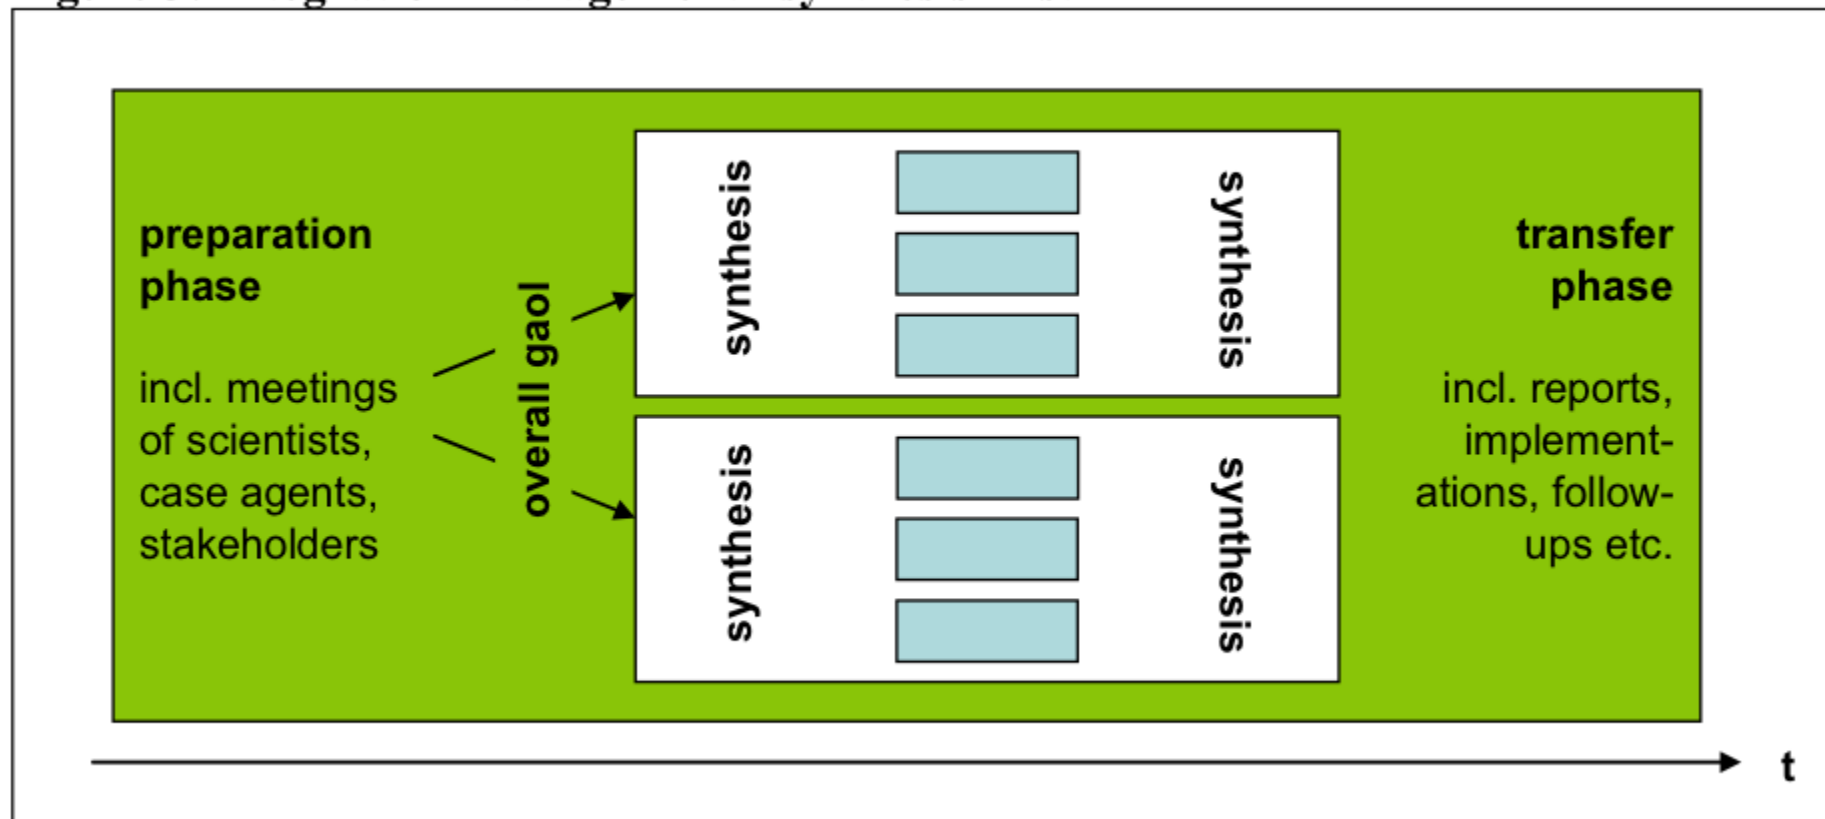 preparation
phase
incl. meetings
of scientists,
case agents,
stakeholders
overall gaol
synthesis
synthesis
synthesis
synthesis
transfer
phase
incl. reports,
implement-
ations, follow-
ups etc.
t